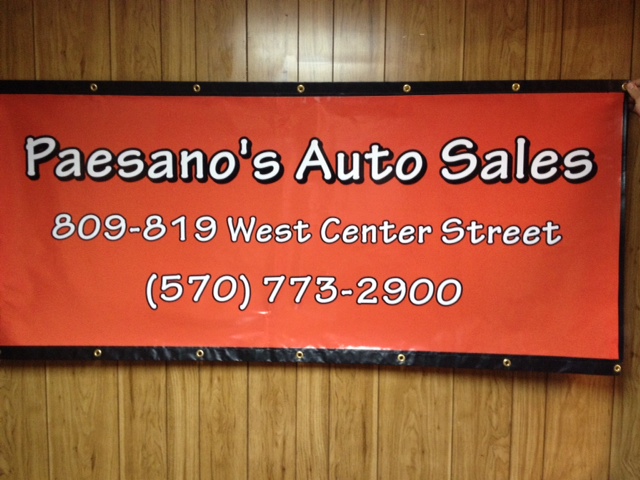 Paesano's Auto Sales
809-819 West Center Street
(570) 773-2900